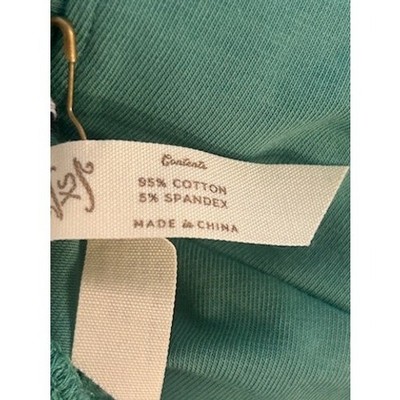 Contents
95% COTTON
5% SPANDEX
MADE in CHINA